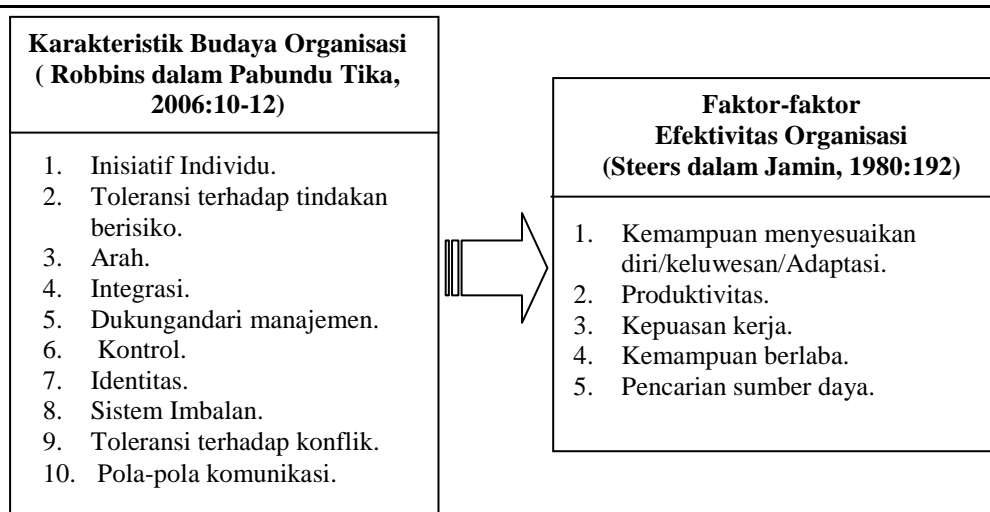 Karakteristik Budaya Organisasi
( Robbins dalam Pabundu Tika,
2006:10-12)
1. Inisiatif Individu.
2. Toleransi terhadap tindakan
berisiko.
3. Arah.
4. Integrasi.
5. Dukungandari manajemen.
6. Kontrol.
7. Identitas.
8. Sistem Imbalan.
9. Toleransi terhadap konflik.
10. Pola-pola komunikasi.
Faktor-faktor
Efektivitas Organisasi
(Steers dalam Jamin, 1980:192)
1. Kemampuan menyesuaikan
diri/keluwesan/Adaptasi.
2. Produktivitas.
3. Kepuasan kerja.
4. Kemampuan berlaba.
5. Pencarian sumber daya.